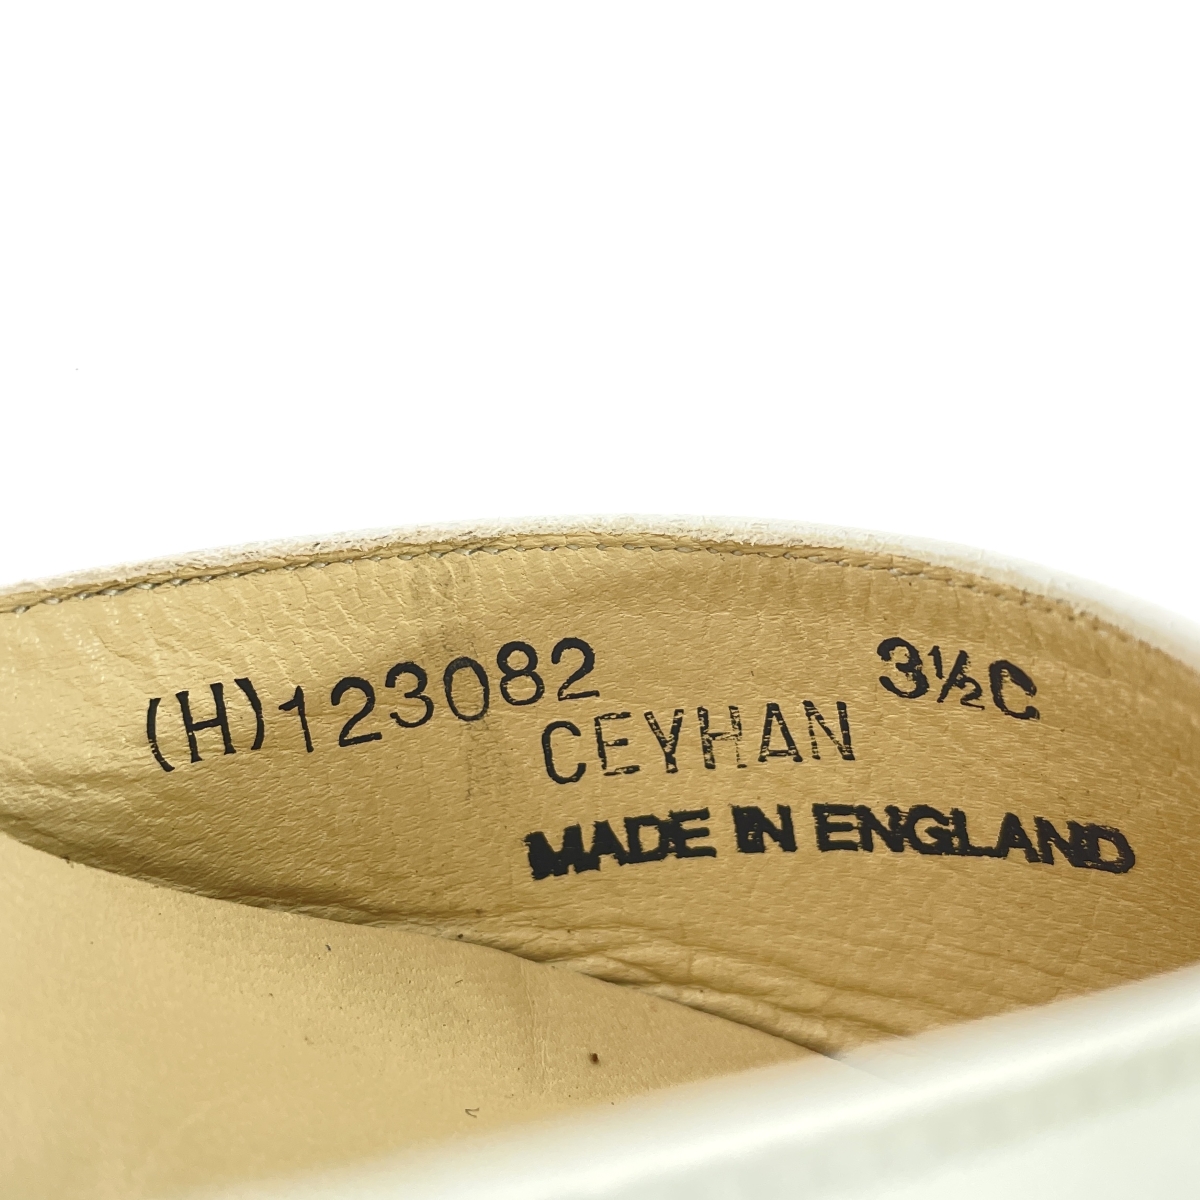 (H)123082 3½C
CEYHAN
MADE IN ENGLAND